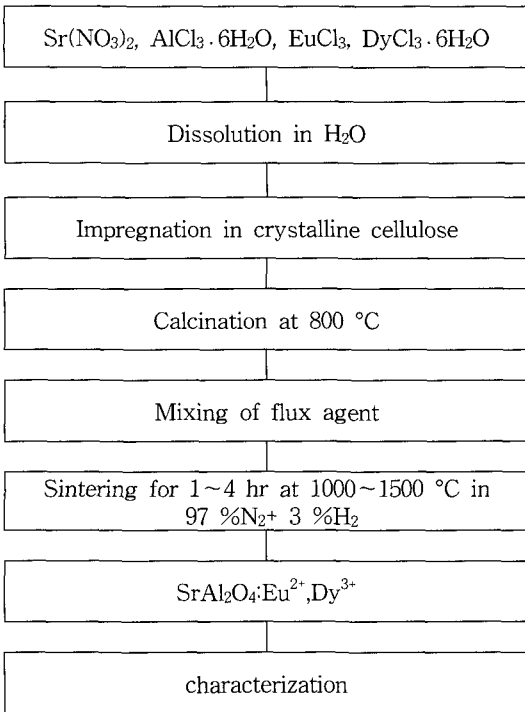 Sr(NO₃)₂, AlCl₃·6H₂O, EuCl₃, DyCl₃·6H₂O
Dissolution in H₂O
Impregnation in crystalline cellulose
Calcination at 800 °C
Mixing of flux agent
Sintering for 1~4 hr at 1000~1500 °C in
97 %N₂+ 3 %H₂
SrAl₂O₄:Eu²⁺,Dy³⁺
characterization